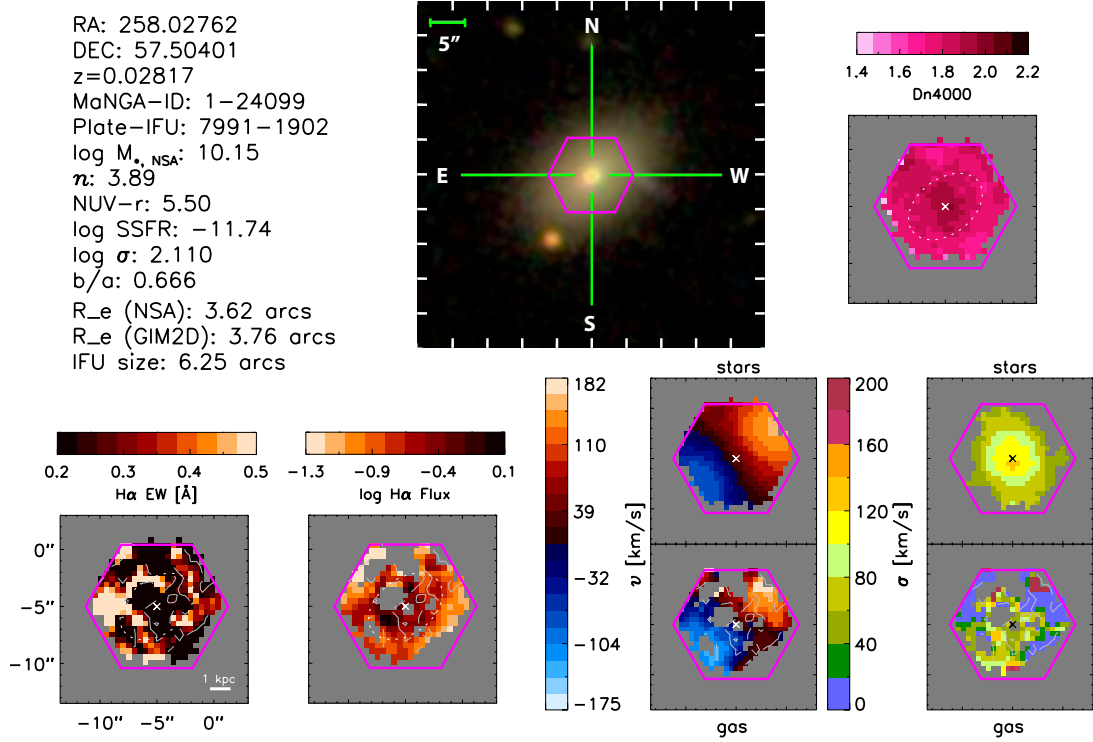 RA: 258.02762
DEC: 57.50401
z=0.02817
MaNGA-ID: 1-24099
Plate-IFU: 7991-1902
log M*, NSA: 10.15
n: 3.89
NUV-r: 5.50
log SSFR: -11.74
log σ: 2.110
b/a: 0.666
R_e (NSA): 3.62 arcs
R_e (GIM2D): 3.76 arcs
IFU size: 6.25 arcs
5"
N
E
W
S
1.4 1.6 1.8 2.0 2.2
Dn4000
0.2 0.3 0.4 0.5
Hα EW [Å]
-1.3 -0.9 -0.4 0.1
log Hα Flux
0"
-5"
-10"
1 kpc
-10" -5" 0"
182
110
39
-32
-104
-175
v [km/s]
stars
gas
200
160
120
80
40
0
σ [km/s]
stars
gas